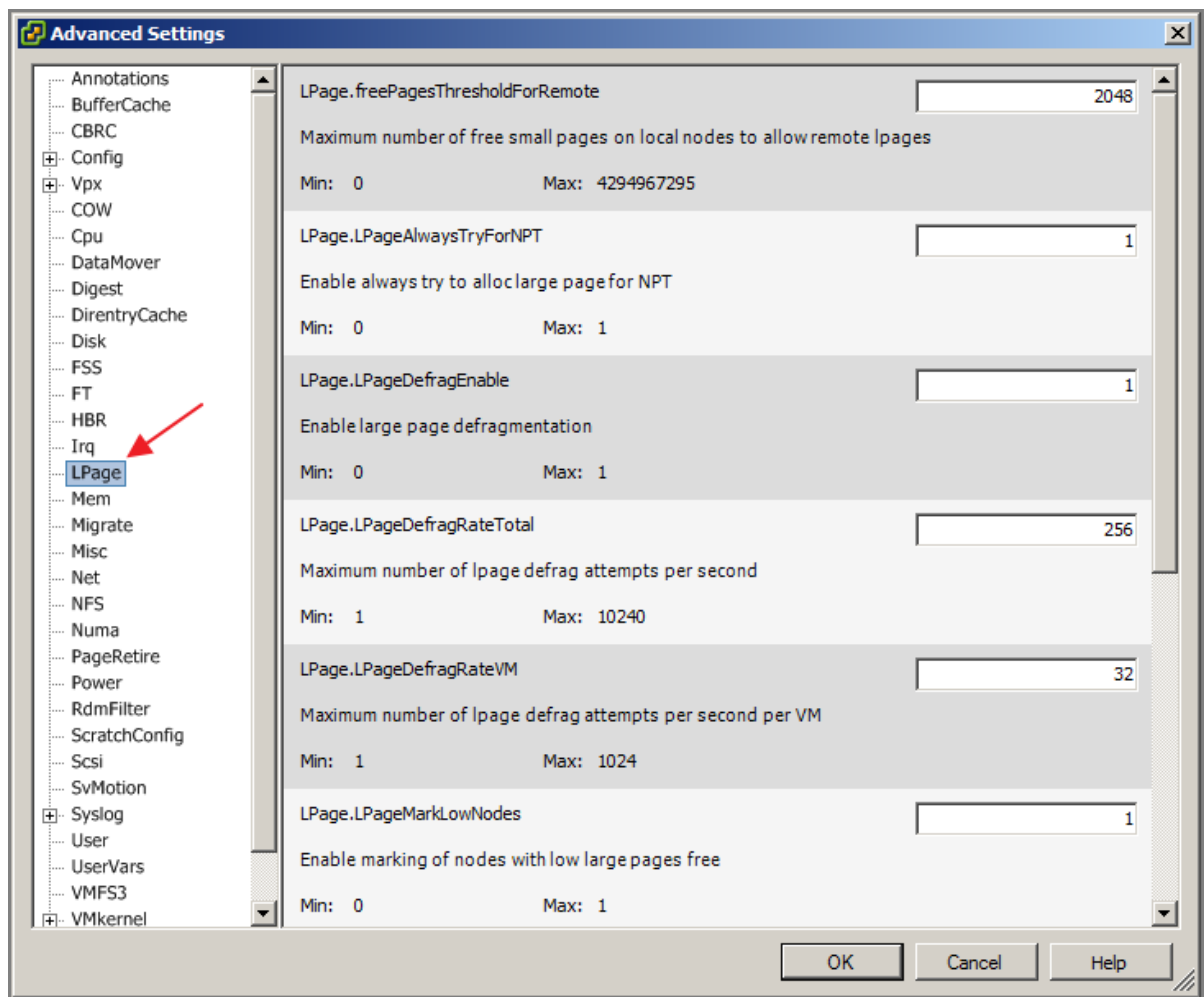 Advanced Settings
Annotations
BufferCache
CBRC
Config
Vpx
COW
Cpu
DataMover
Digest
DirentryCache
Disk
FSS
FT
HBR
Irq
LPage
Mem
Migrate
Misc
Net
NFS
Numa
PageRetire
Power
RdmFilter
ScratchConfig
Scsi
SvMotion
Syslog
User
UserVars
VMFS3
VMkernel
LPage.freePagesThresholdForRemote 2048
Maximum number of free small pages on local nodes to allow remote lpages
Min: 0 Max: 4294967295
LPage.LPageAlwaysTryForNPT 1
Enable always try to alloc large page for NPT
Min: 0 Max: 1
LPage.LPageDefragEnable 1
Enable large page defragmentation
Min: 0 Max: 1
LPage.LPageDefragRateTotal 256
Maximum number of lpage defrag attempts per second
Min: 1 Max: 10240
LPage.LPageDefragRateVM 32
Maximum number of lpage defrag attempts per second per VM
Min: 1 Max: 1024
LPage.LPageMarkLowNodes 1
Enable marking of nodes with low large pages free
Min: 0 Max: 1
OK Cancel Help